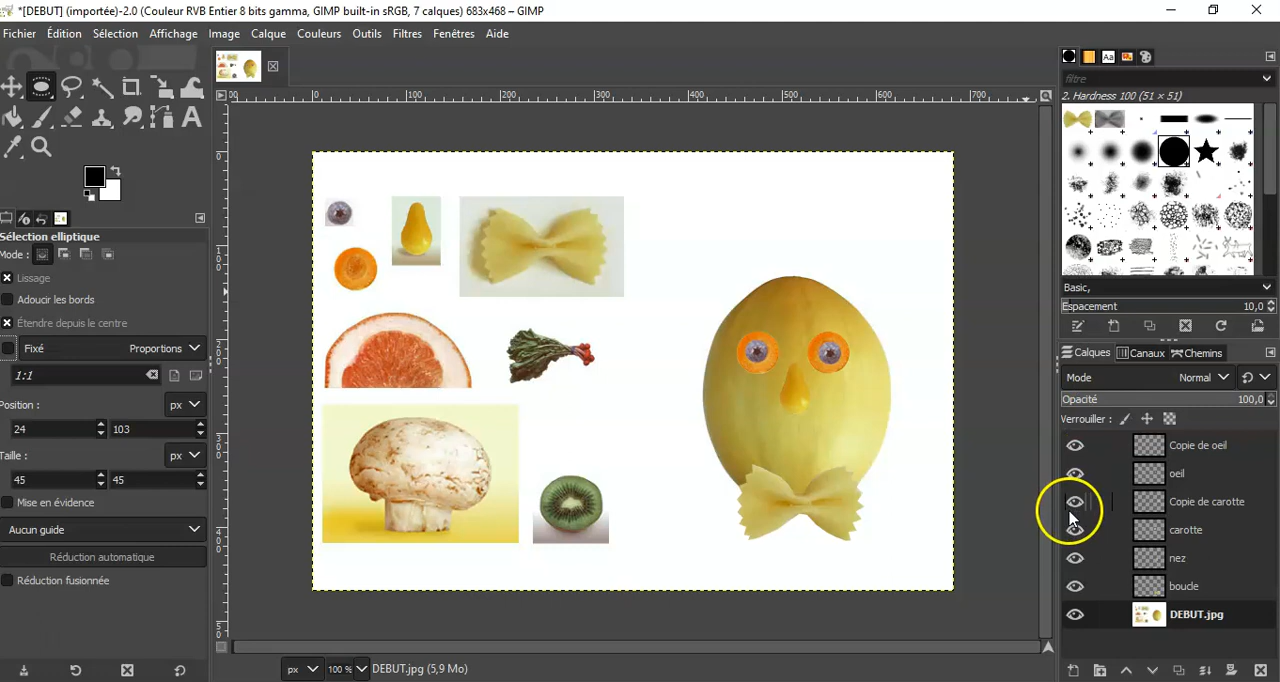 *[DEBUT] (importée)-2.0 (Couleur RVB Entier 8 bits gamma, GIMP built-in sRGB, 7 calques) 683x468 – GIMP
Fichier Édition Sélection Affichage Image Calque Couleurs Outils Filtres Fenêtres Aide
filtre
2. Hardness 100 (51 × 51)
Sélection elliptique
Mode :
Lissage
Adoucir les bords
Étendre depuis le centre
Fixé Proportions
1:1
Position : px
24 103
Taille : px
45 45
Mise en évidence
Aucun guide
Réduction automatique
Réduction fusionnée
0 100 200 300 400 500 600 700
Basic,
Espacement 10,0
Calques Canaux Chemins
Mode Normal
Opacité 100,0
Verrouiller :
Copie de oeil
oeil
Copie de carotte
carotte
nez
boucle
DEBUT.jpg
px 100 % DEBUT.jpg (5,9 Mo)